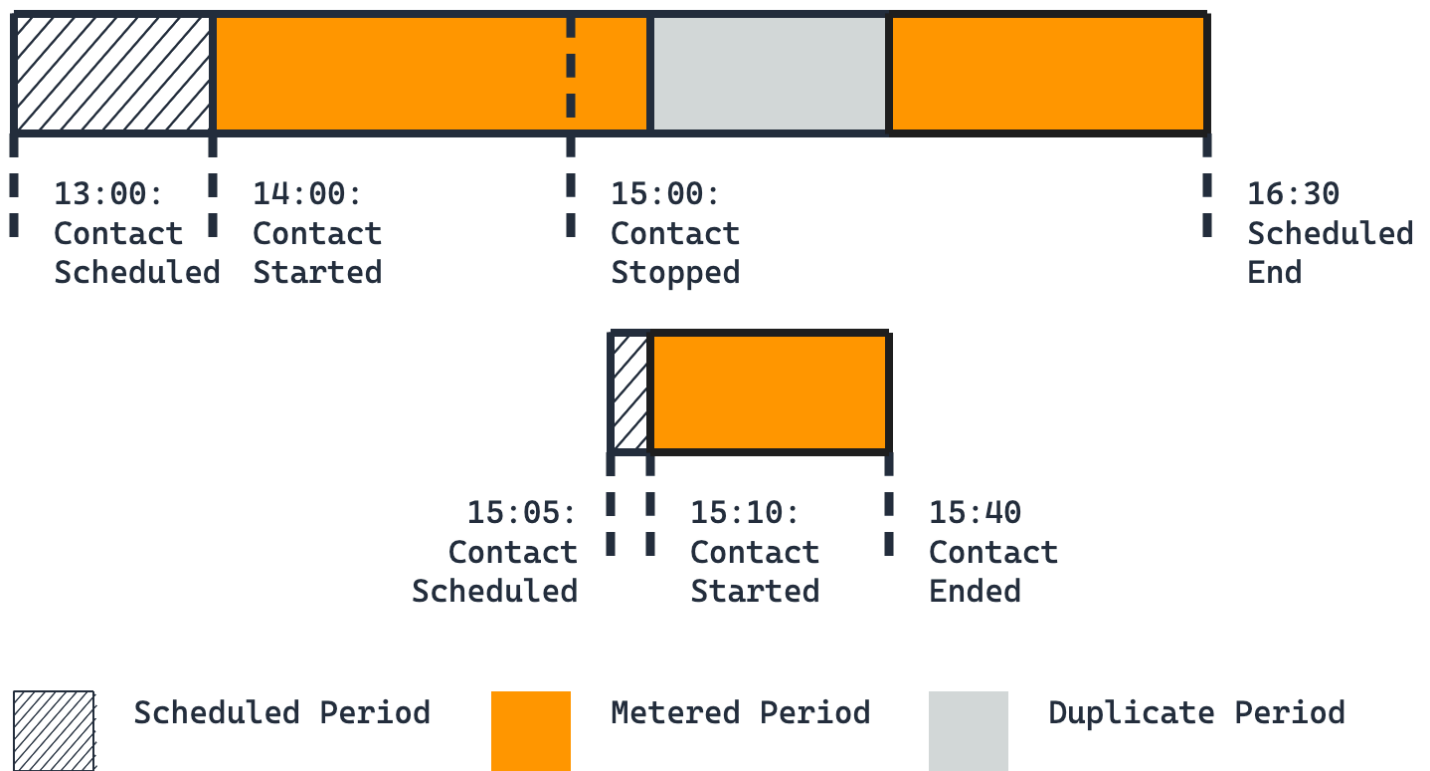 13:00:
Contact
Scheduled
14:00:
Contact
Started
15:00:
Contact
Stopped
16:30
Scheduled
End
15:05:
Contact
Scheduled
15:10:
Contact
Started
15:40
Contact
Ended
Scheduled Period
Metered Period
Duplicate Period